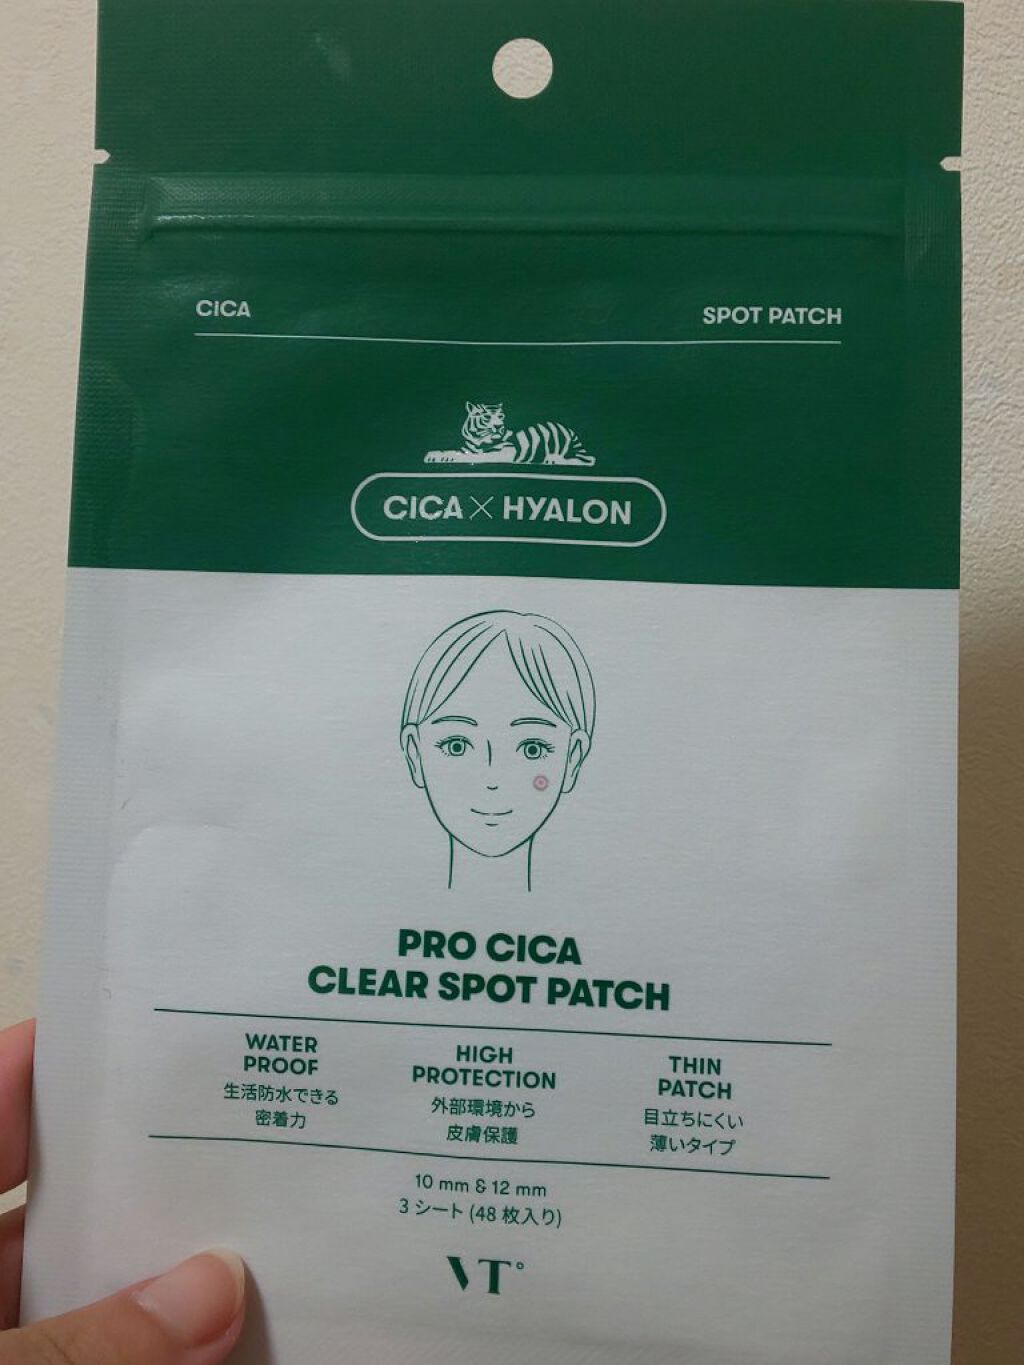 CICA
SPOT PATCH
CICA×HYALON
PRO CICA
CLEAR SPOT PATCH
WATER
PROOF
生活防水できる
密着力
HIGH
PROTECTION
外部環境から
皮膚保護
THIN
PATCH
目立ちにくい
薄いタイプ
10 mm & 12 mm
3 シート (48 枚入り)
VT°